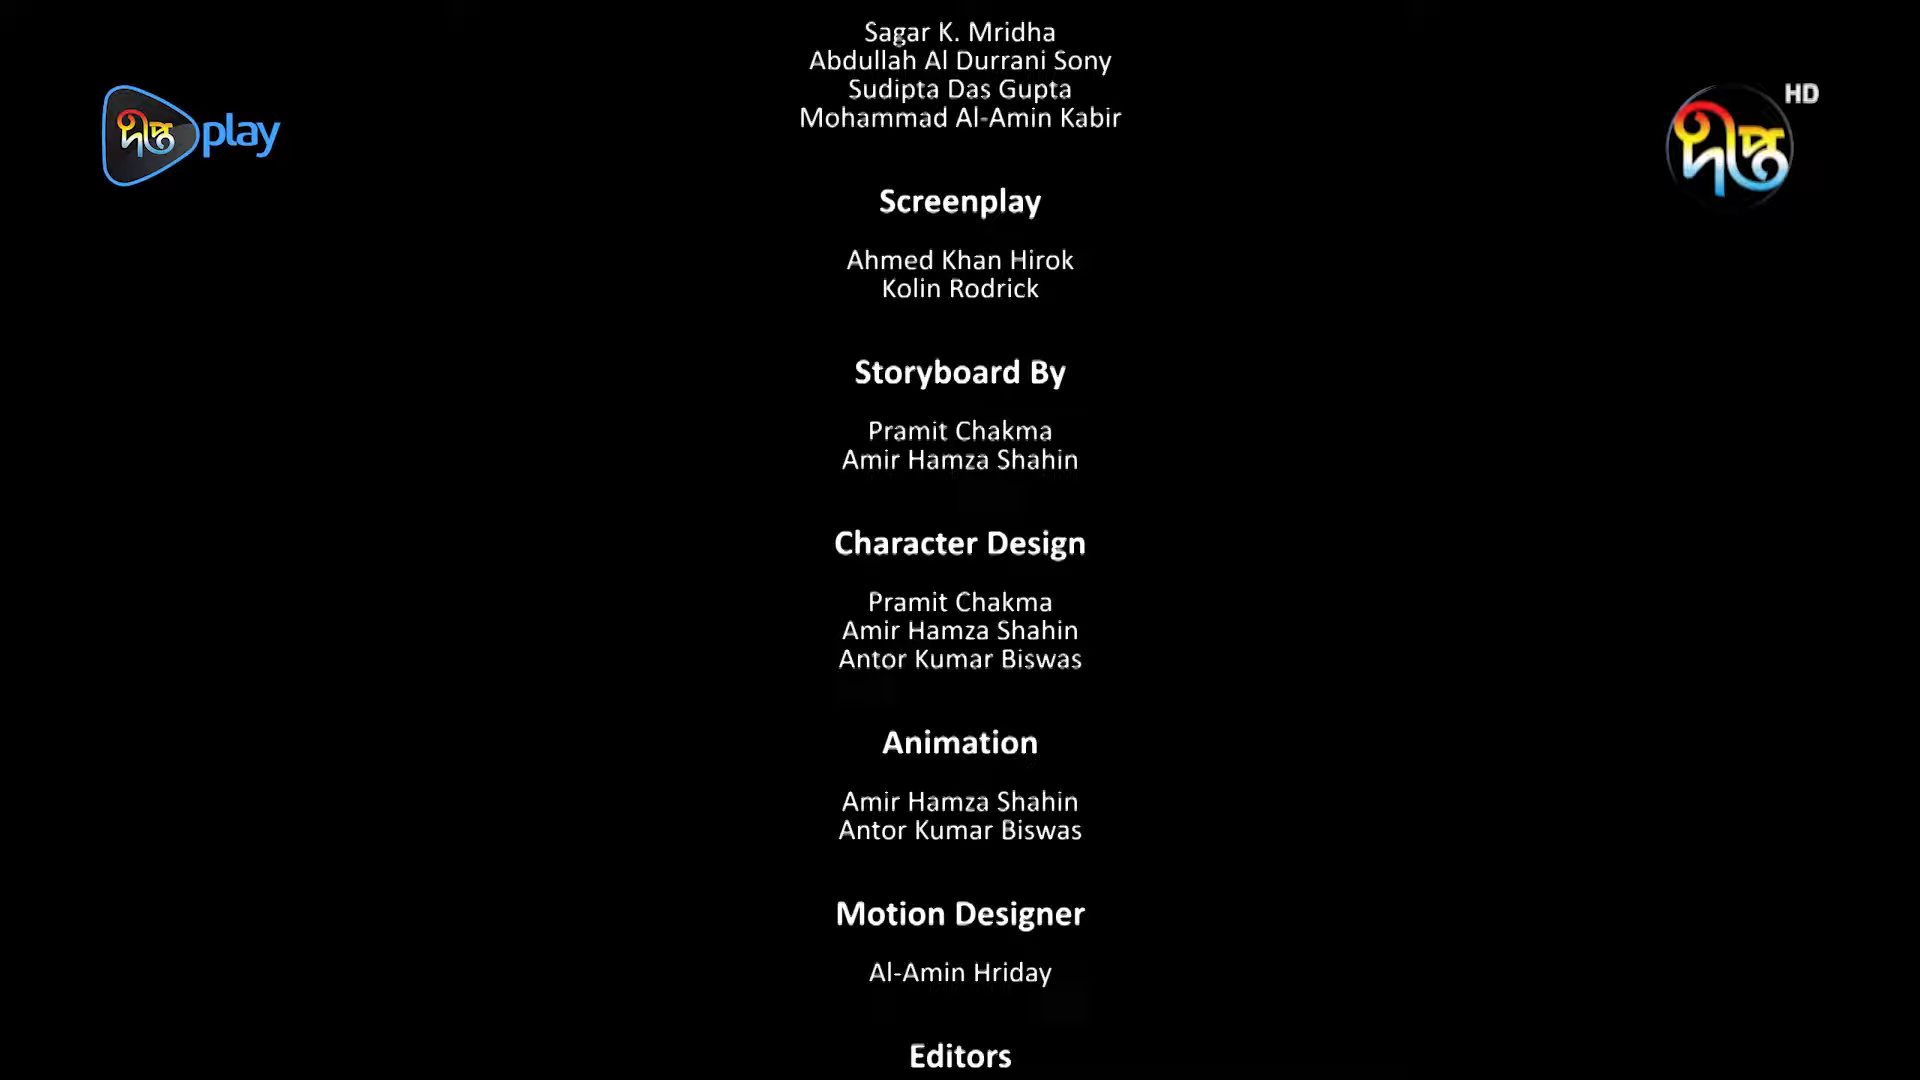 Sagar K. Mridha
Abdullah Al Durrani Sony
Sudipta Das Gupta
Mohammad Al-Amin Kabir
দীপ্ত play
HD
দীপ্ত
Screenplay
Ahmed Khan Hirok
Kolin Rodrick
Storyboard By
Pramit Chakma
Amir Hamza Shahin
Character Design
Pramit Chakma
Amir Hamza Shahin
Antor Kumar Biswas
Animation
Amir Hamza Shahin
Antor Kumar Biswas
Motion Designer
Al-Amin Hriday
Editors